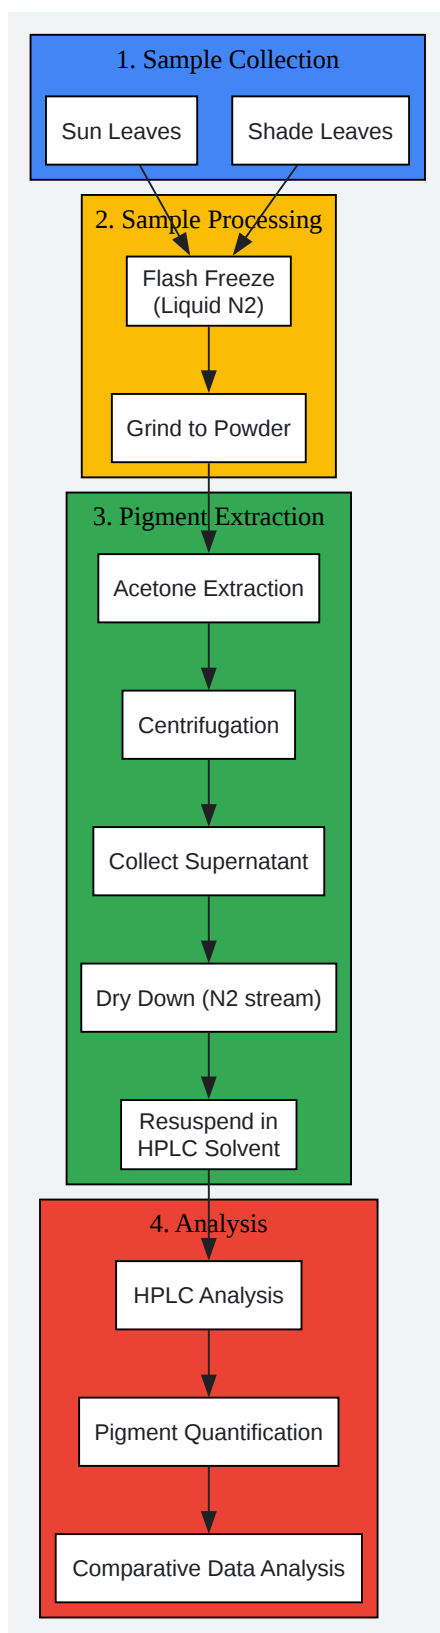 1. Sample Collection
Sun Leaves
Shade Leaves
2. Sample Processing
Flash Freeze
(Liquid N2)
Grind to Powder
3. Pigment Extraction
Acetone Extraction
Centrifugation
Collect Supernatant
Dry Down (N2 stream)
Resuspend in
HPLC Solvent
4. Analysis
HPLC Analysis
Pigment Quantification
Comparative Data Analysis